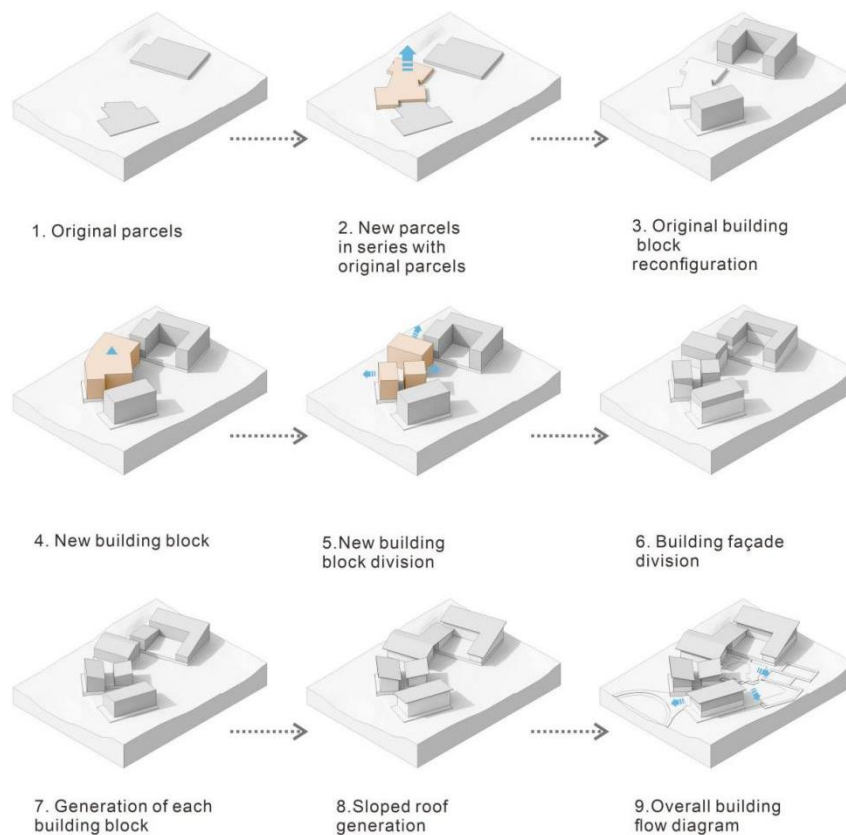 1. Original parcels
2. New parcels
in series with
original parcels
3. Original building
block
reconfiguration
4. New building block
5.New building
block division
6. Building façade
division
7. Generation of each
building block
8.Sloped roof
generation
9.Overall building
flow diagram